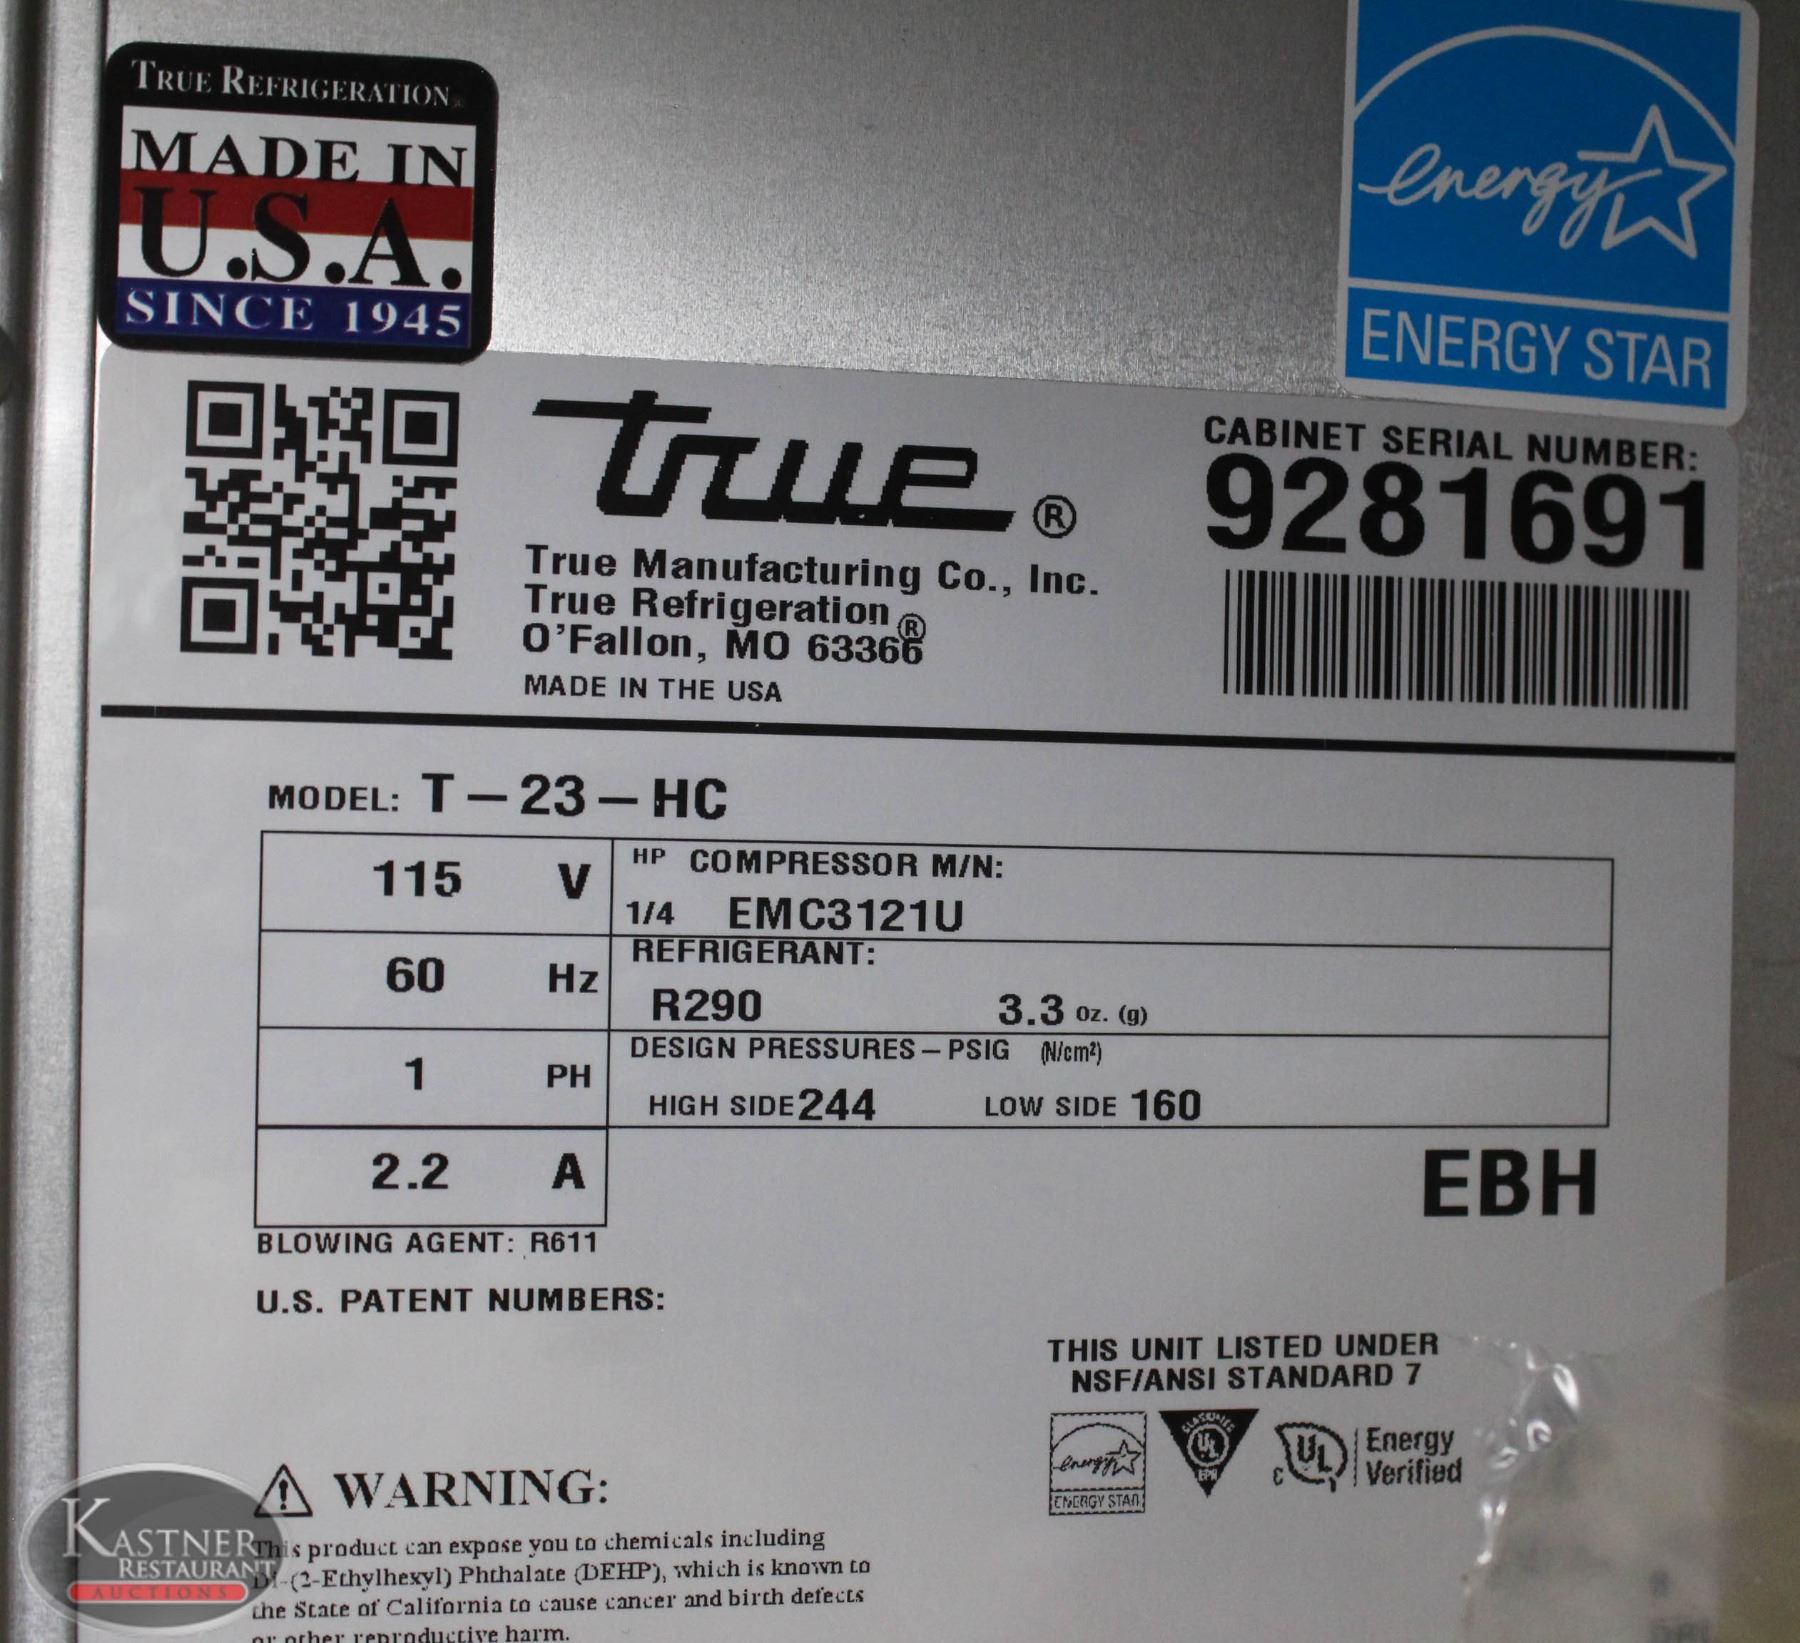 TRUE REFRIGERATION®
MADE IN
U.S.A.
SINCE 1945
energy
ENERGY STAR
true®
True Manufacturing Co., Inc.
True Refrigeration®
O'Fallon, MO 63366
MADE IN THE USA
CABINET SERIAL NUMBER:
9281691
MODEL: T-23-HC
115 V
HP COMPRESSOR M/N:
1/4 EMC3121U
60 Hz
REFRIGERANT:
R290 3.3 oz. (g)
1 PH
DESIGN PRESSURES-PSIG (N/cm²)
HIGH SIDE 244 LOW SIDE 160
2.2 A
EBH
BLOWING AGENT: R611
U.S. PATENT NUMBERS:
THIS UNIT LISTED UNDER
NSF/ANSI STANDARD 7
energy
ENERGY STAR
CLASSIFIED
UL
EPH
C UL
Energy
Verified
WARNING:
This product can expose you to chemicals including
Di-(2-Ethylhexyl) Phthalate (DEHP), which is known to
the State of California to cause cancer and birth defects
or other reproductive harm.
KASTNER
RESTAURANT
AUCTIONS